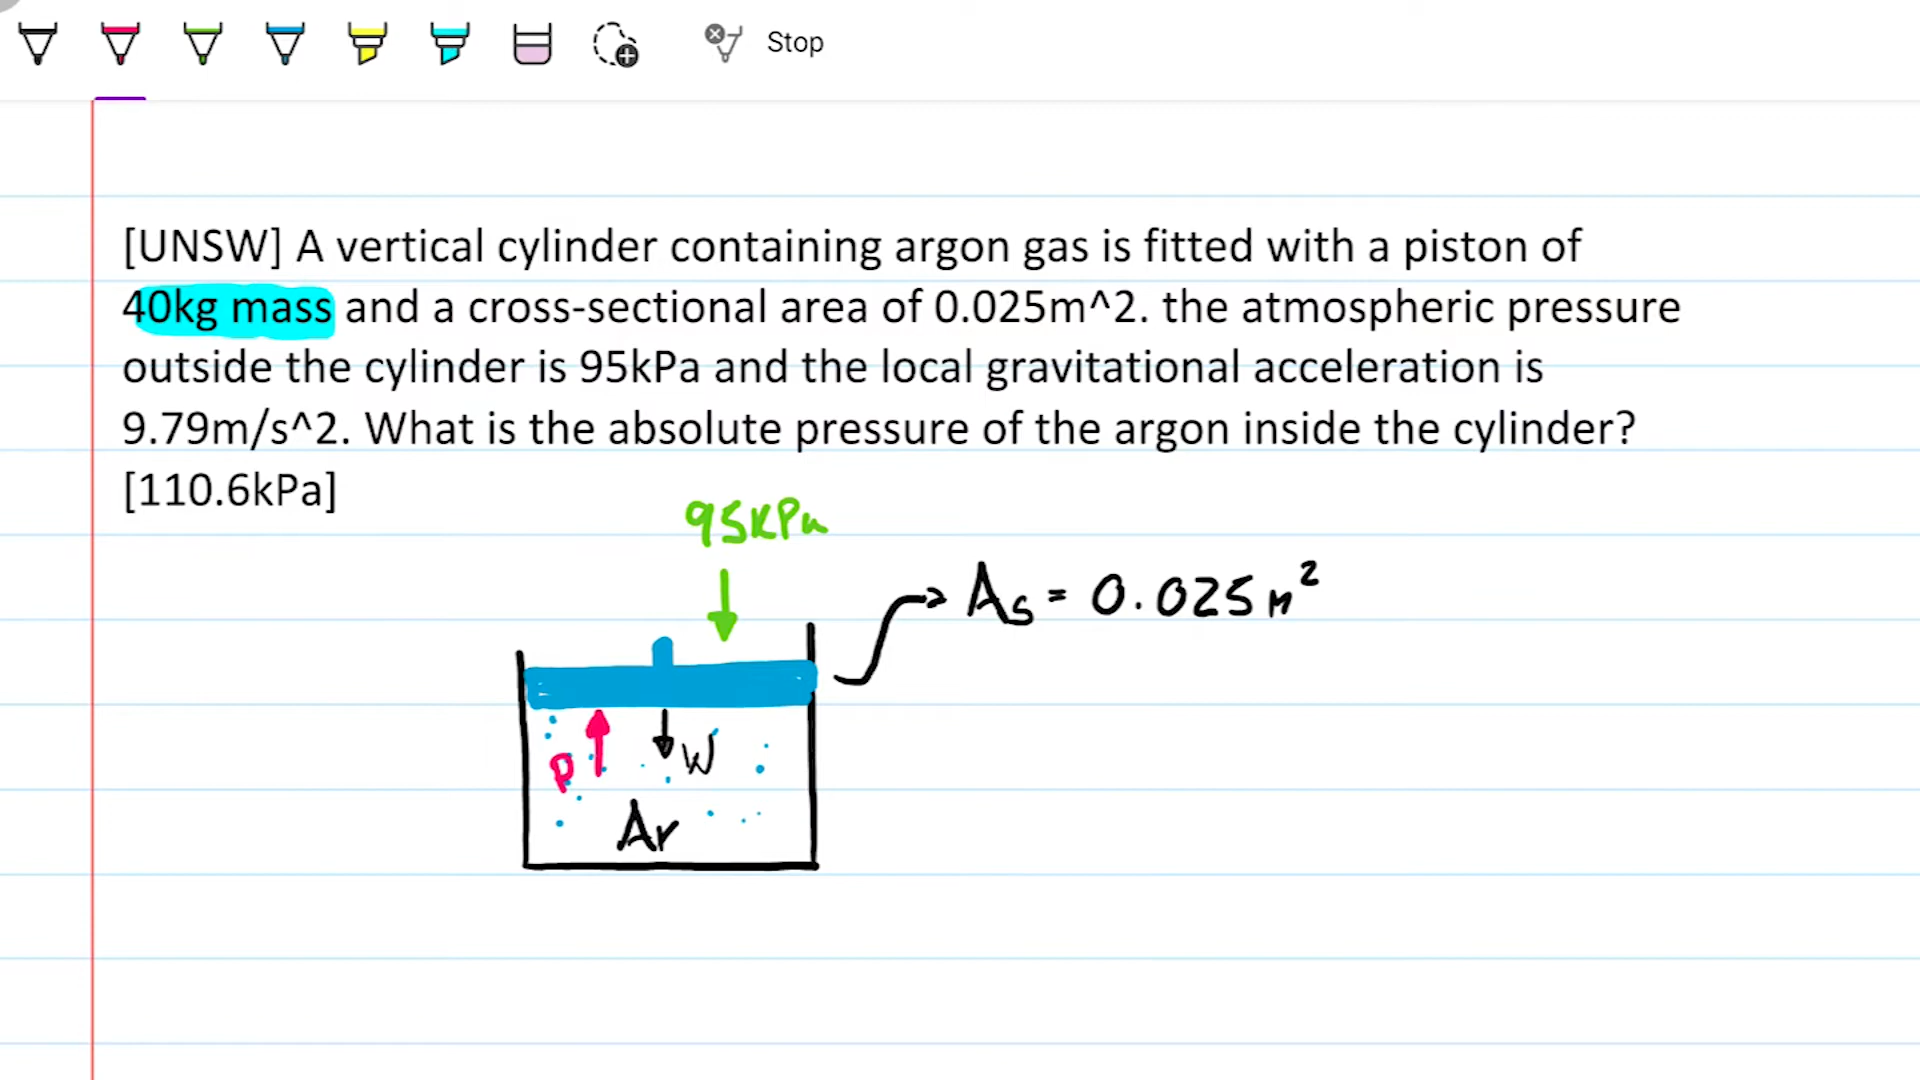 Stop
[UNSW] A vertical cylinder containing argon gas is fitted with a piston of
40kg mass and a cross-sectional area of 0.025m^2. the atmospheric pressure
outside the cylinder is 95kPa and the local gravitational acceleration is
9.79m/s^2. What is the absolute pressure of the argon inside the cylinder?
[110.6kPa]
95kPa
As = 0.025m²
P
W
Ar